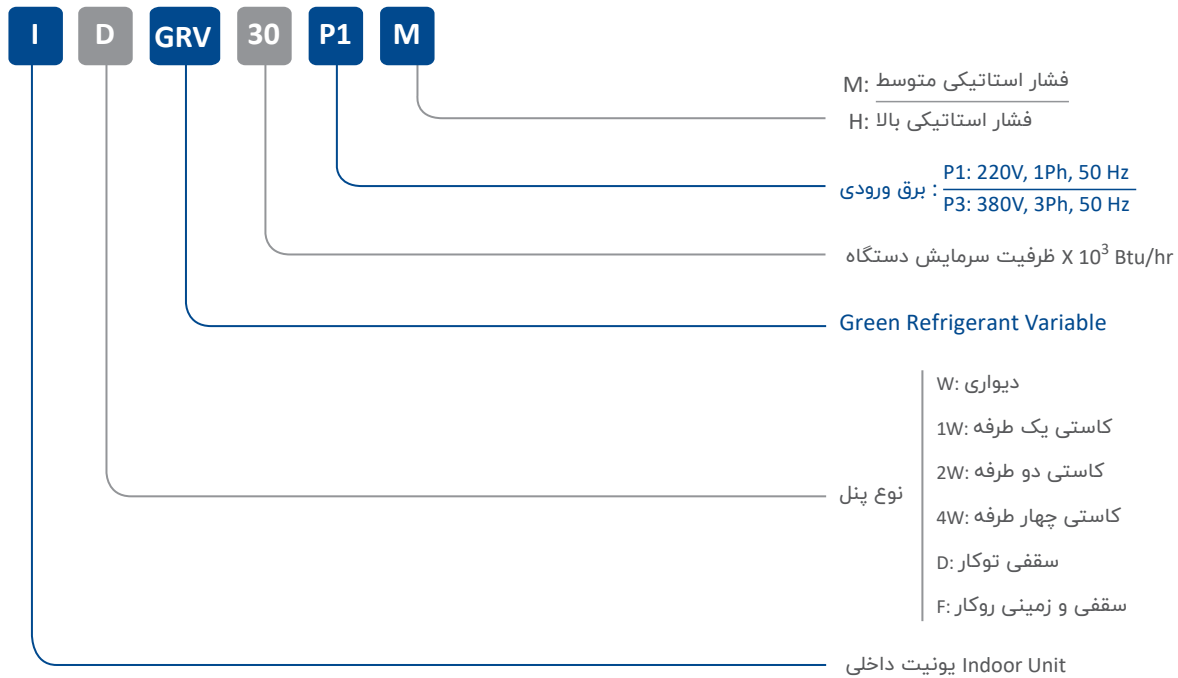 I D GRV 30 P1 M
M: فشار استاتیکی متوسط
H: فشار استاتیکی بالا
برق ورودی : P1: 220V, 1Ph, 50 Hz
P3: 380V, 3Ph, 50 Hz
ظرفیت سرمایش دستگاه X 10³ Btu/hr
Green Refrigerant Variable
نوع پنل
W: دیواری
1W: کاستی یک طرفه
2W: کاستی دو طرفه
4W: کاستی چهار طرفه
D: سقفی توکار
F: سقفی و زمینی روکار
یونیت داخلی Indoor Unit